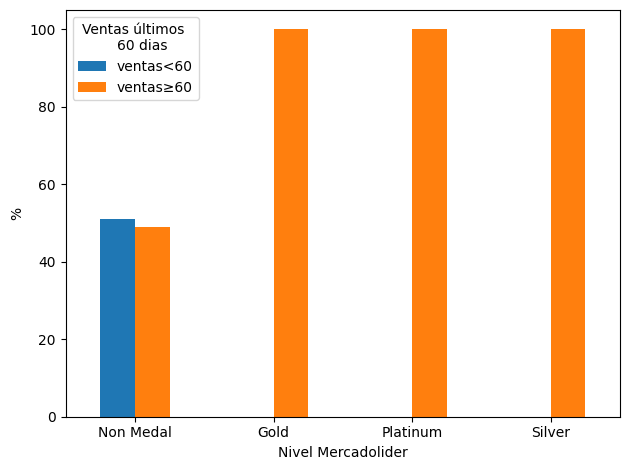 Ventas últimos
60 dias
ventas<60
ventas≥60
100
80
60
40
20
0
%
Non Medal
Gold
Platinum
Silver
Nivel Mercadolider